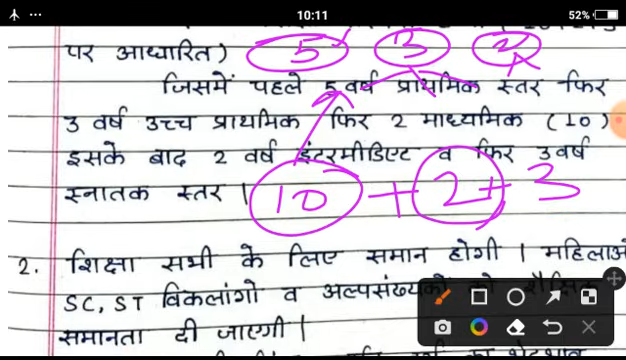 10:11
52%
पर आधारित) 5 3 2
जिसमें पहले 5 वर्ष प्राथमिक स्तर फिर
3 वर्ष उच्च प्राथमिक फिर 2 माध्यमिक (10)
इसके बाद 2 वर्ष इंटरमीडिएट व फिर 3 वर्ष
स्नातक स्तर | 10 + 2 + 3
2. शिक्षा सभी के लिए समान होगी | महिलाओ
SC, ST विकलांगो व अल्पसंख्यकों को शैक्षिक
समानता दी जाएगी |